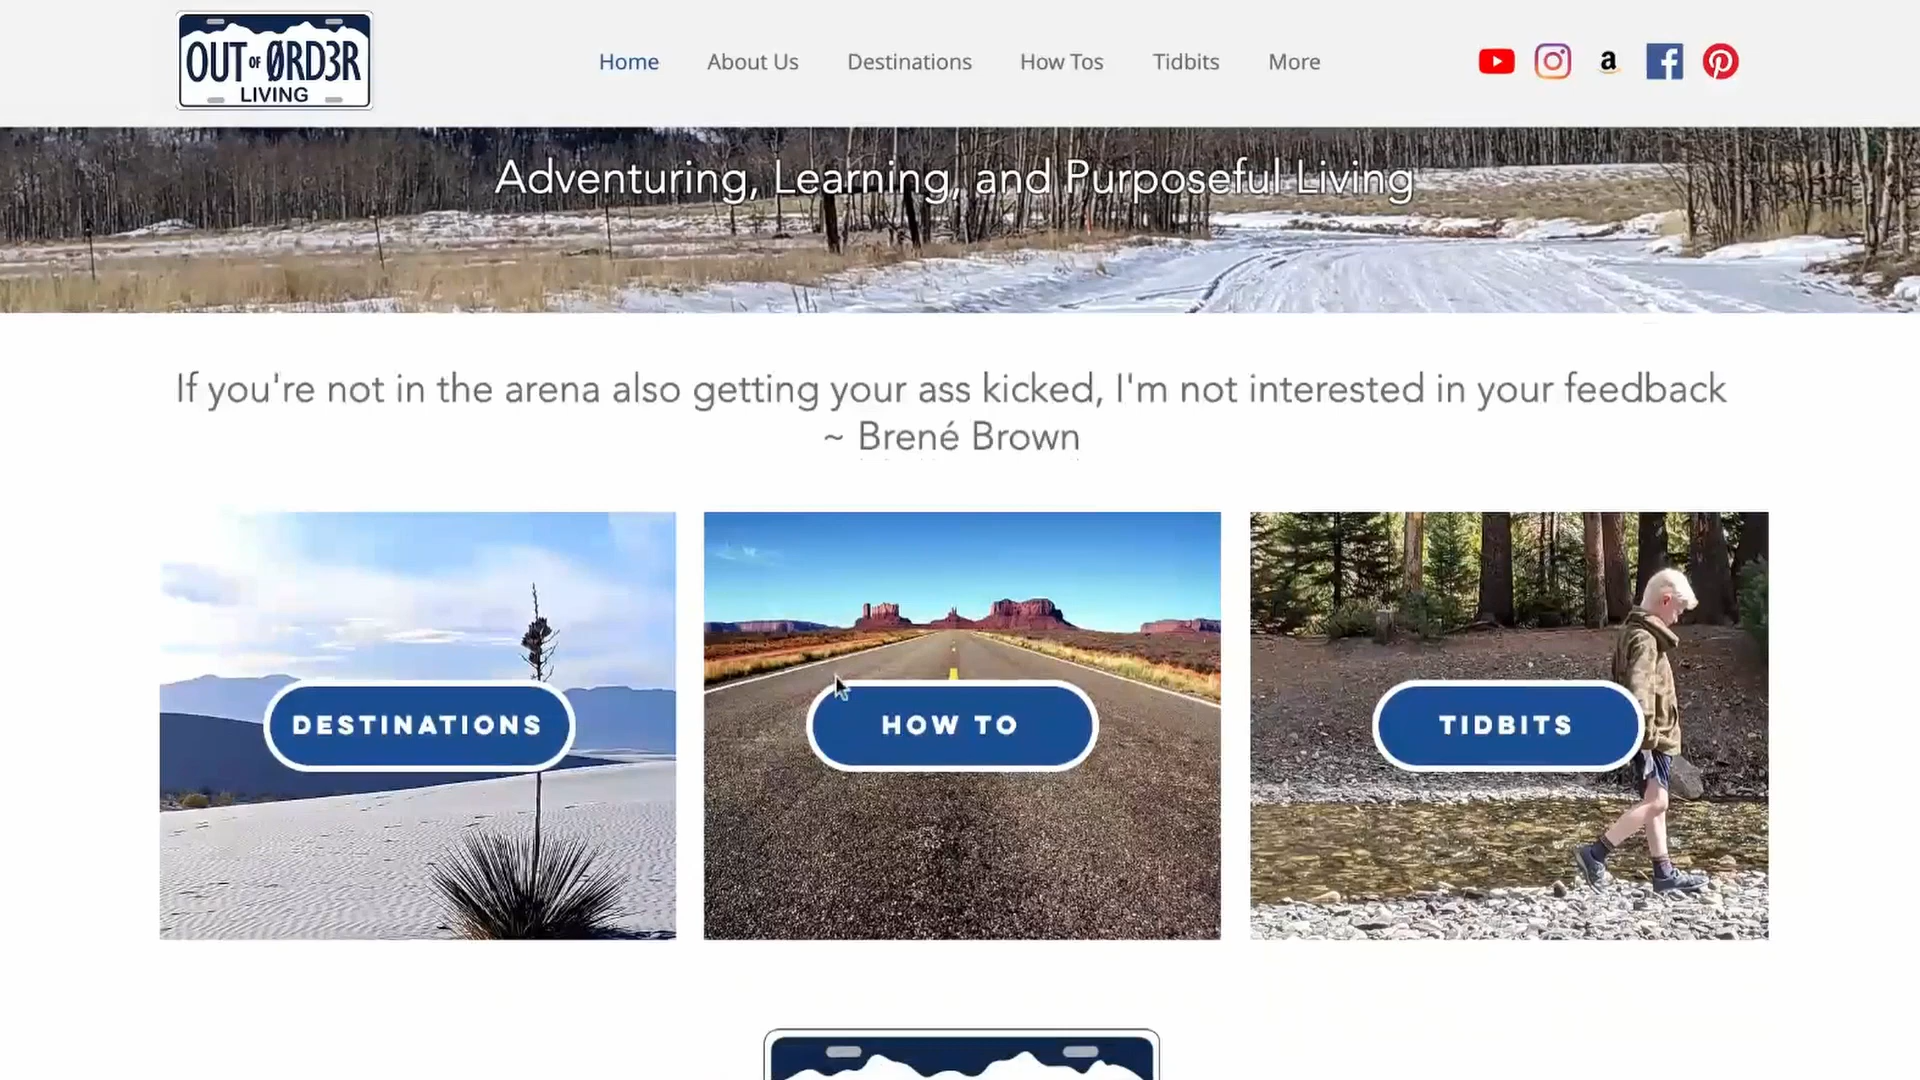 OUT OF ØRD3R
LIVING
Home
About Us
Destinations
How Tos
Tidbits
More
a
Adventuring, Learning, and Purposeful Living
If you're not in the arena also getting your ass kicked, I'm not interested in your feedback
~ Brené Brown
DESTINATIONS
HOW TO
TIDBITS